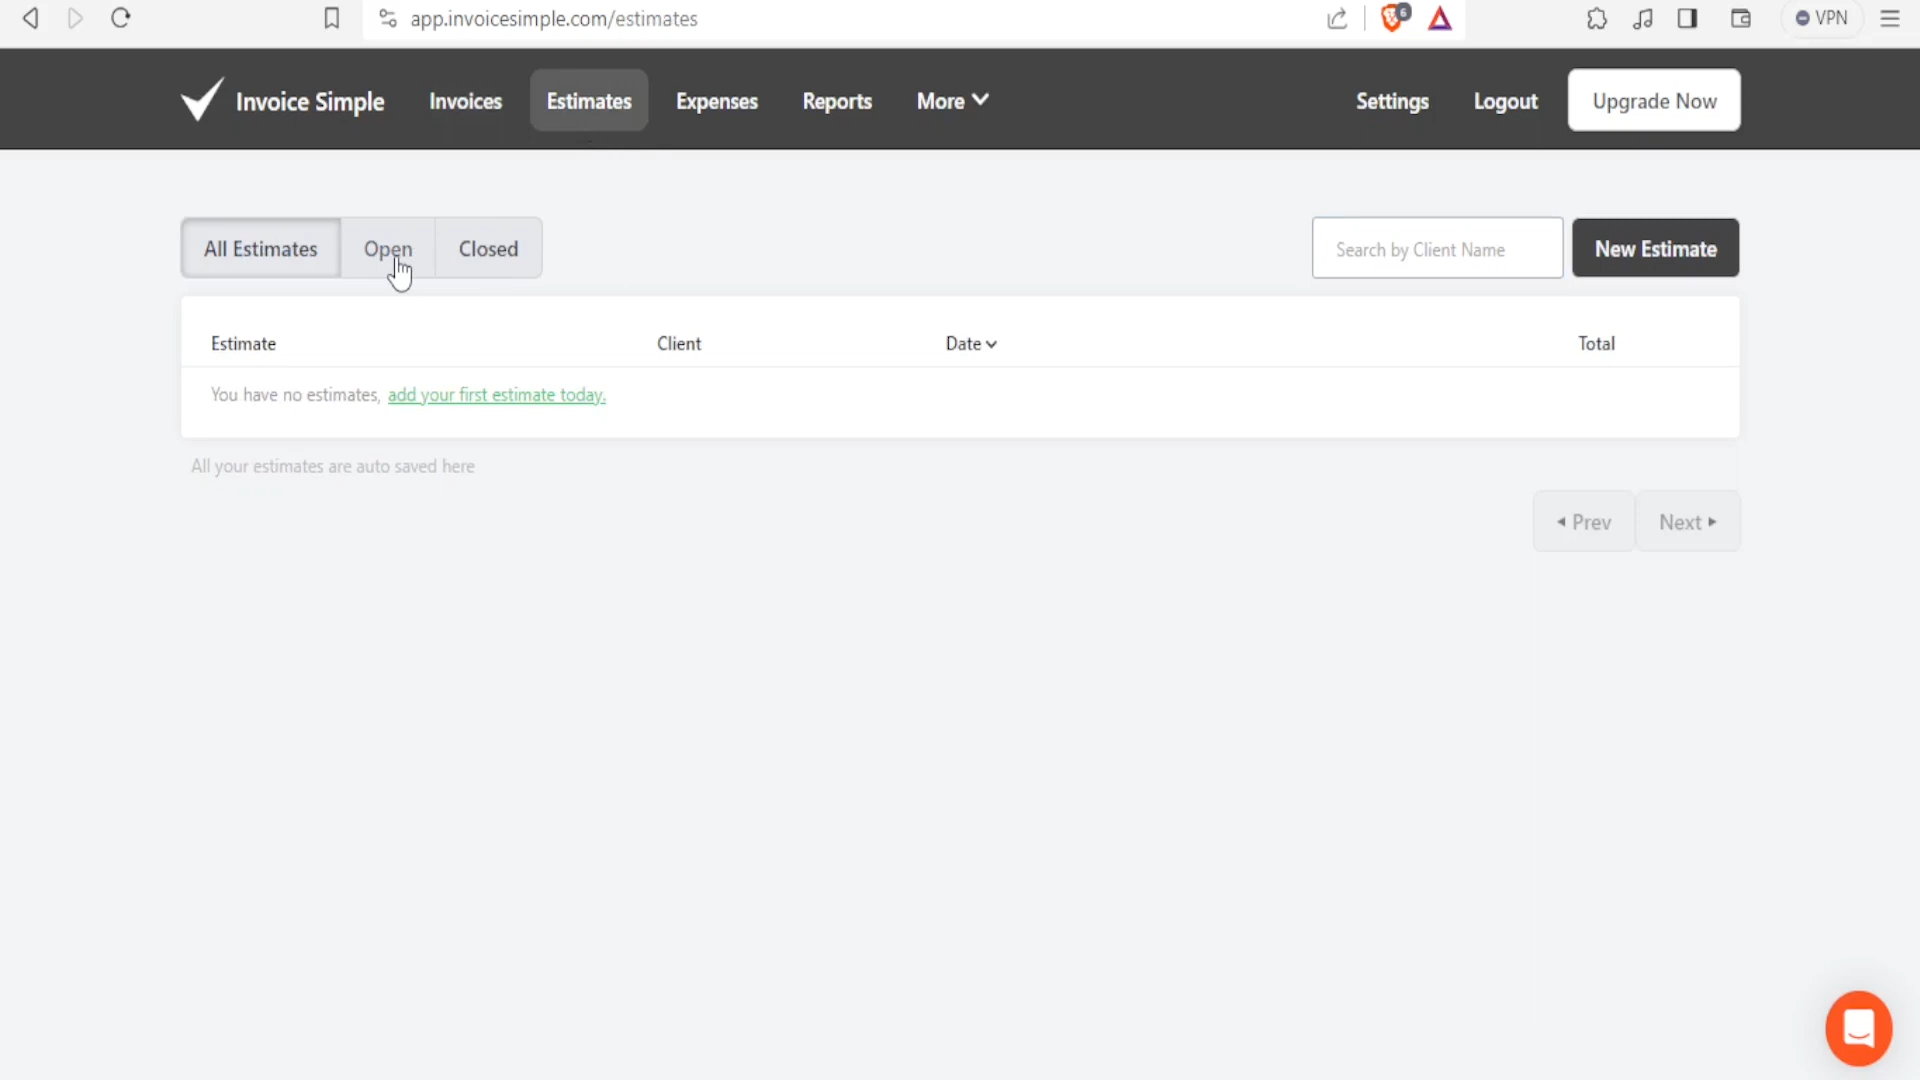 app.invoicesimple.com/estimates
6
VPN
Invoice Simple
Invoices
Estimates
Expenses
Reports
More
Settings
Logout
Upgrade Now
All Estimates
Open
Closed
Search by Client Name
New Estimate
Estimate
Client
Date
Total
You have no estimates, add your first estimate today.
All your estimates are auto saved here
Prev
Next